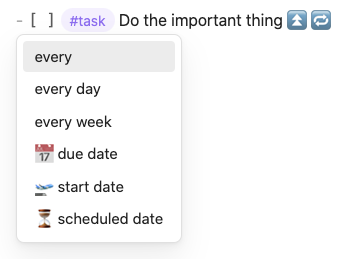 - [ ] #task Do the important thing ⏫ 🔁
every
every day
every week
📅 due date
🛫 start date
⏳ scheduled date